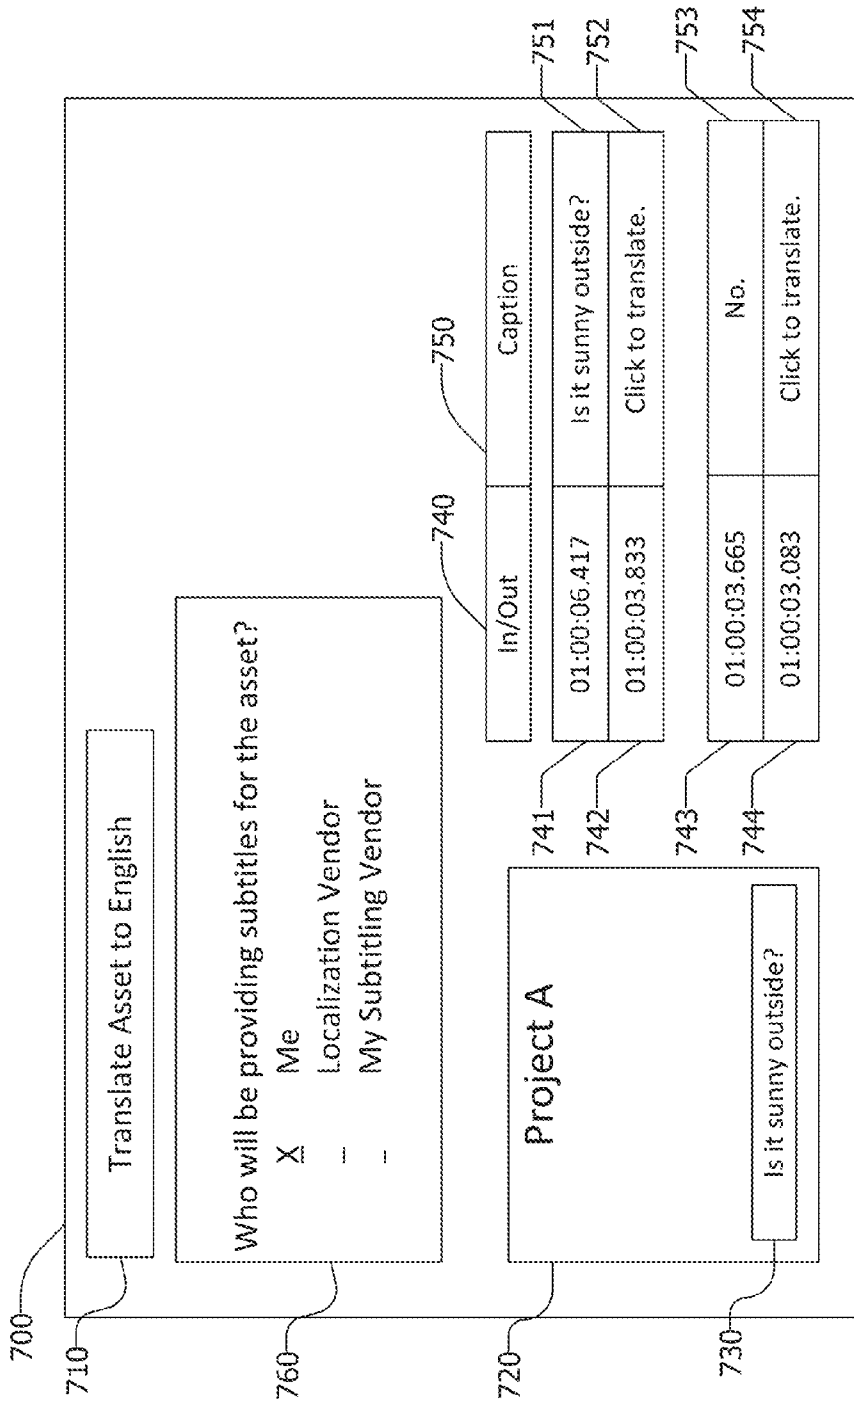 700
710
Translate Asset to English
760
Who will be providing subtitles for the asset?
X Me
_ Localization Vendor
_ My Subtitling Vendor
720
Project A
730
Is it sunny outside?
740
750
In/Out Caption
741 01:00:06.417 Is it sunny outside? 751
742 01:00:03.833 Click to translate. 752
743 01:00:03.665 No. 753
744 01:00:03.083 Click to translate. 754